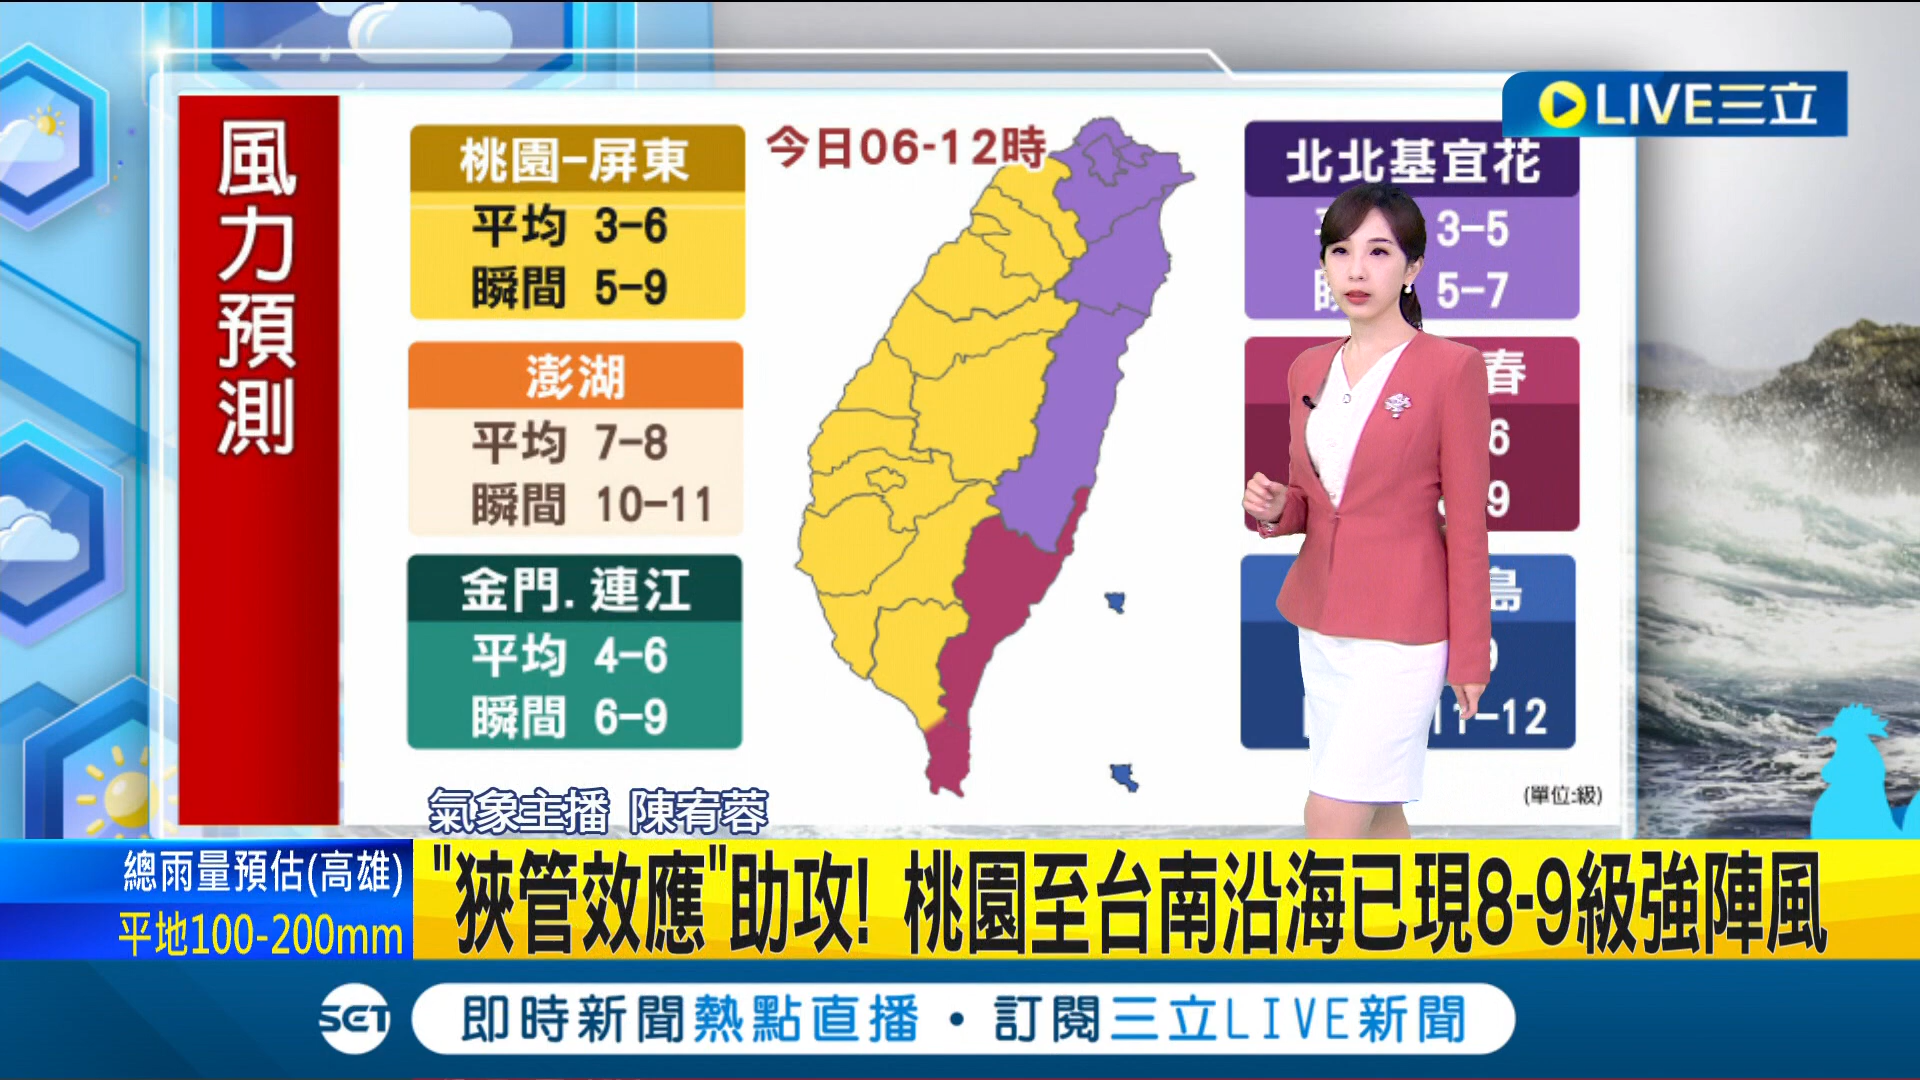 LIVE三立
風力預測
今日06-12時
桃園-屏東
平均 3-6
瞬間 5-9
澎湖
平均 7-8
瞬間 10-11
金門.連江
平均 4-6
瞬間 6-9
北北基宜花
3-5
5-7
春
6
9
島
9
11-12
(單位:級)
氣象主播 陳宥蓉
總雨量預估(高雄)
平地100-200mm
"狹管效應"助攻! 桃園至台南沿海已現8-9級強陣風
SET
即時新聞熱點直播・訂閱三立LIVE新聞